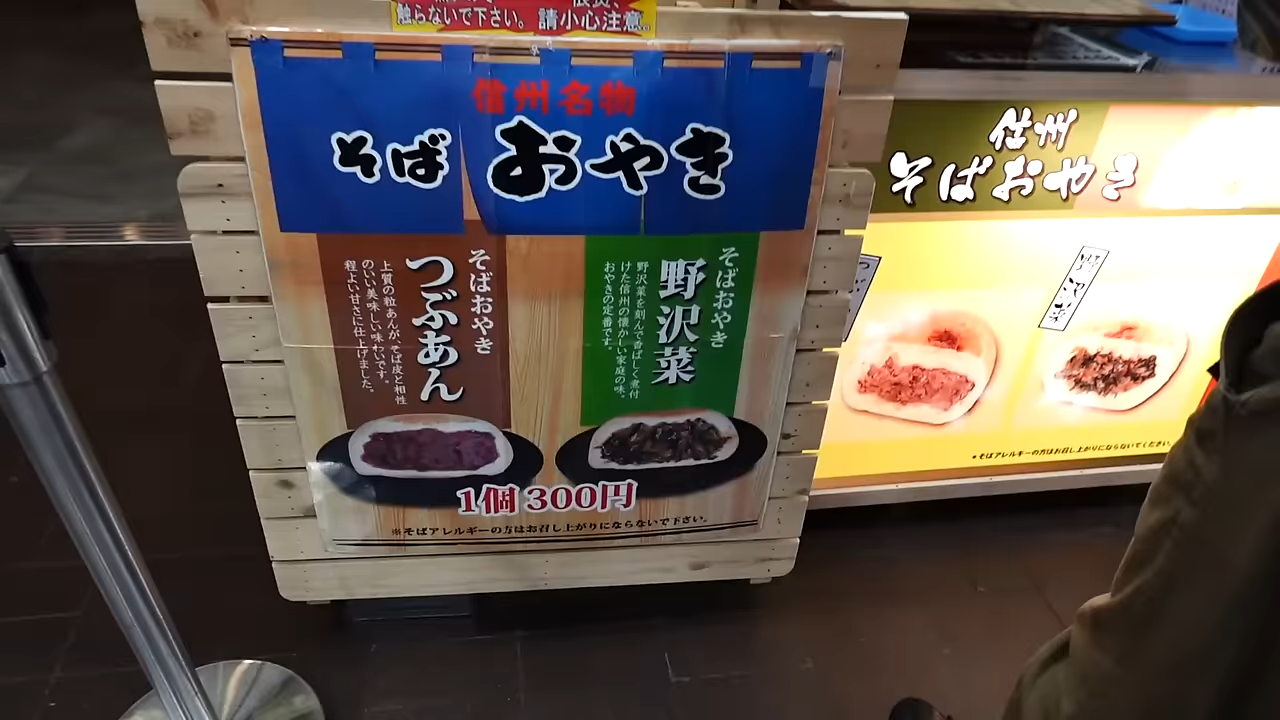 触らないで下さい。 請小心注意
信州名物
そば おやき
そばおやき
野沢菜
野沢菜を刻んで香ばしく煮付
けた信州の懐かしい家庭の味。
おやきの定番です。
そばおやき
つぶあん
上質の粒あんが、そば皮と相性
のいい美味しい味わいです。
程よい甘さに仕上げました。
1個 300円
※そばアレルギーの方はお召し上がりにならないで下さい。
信州
そばおやき
野沢菜
*そばアレルギーの方はお召し上がりにならないでください。